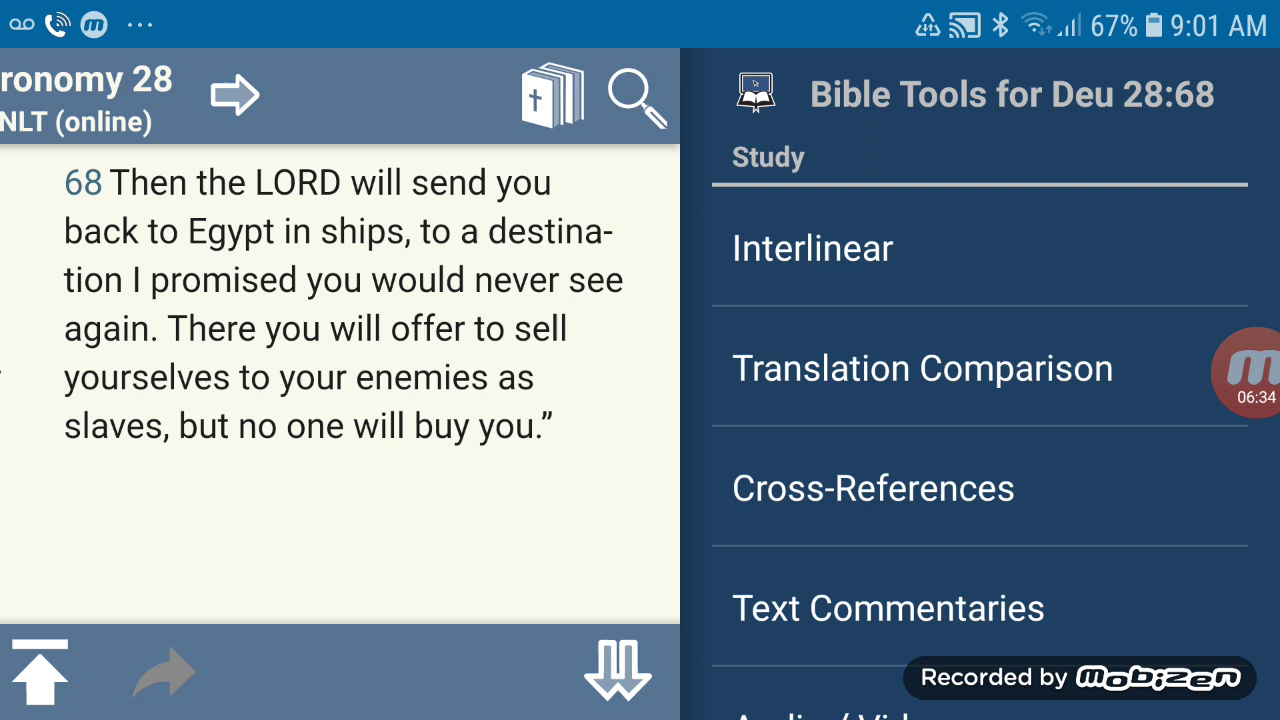 67% 9:01 AM
ronomy 28
NLT (online)
68 Then the LORD will send you
back to Egypt in ships, to a destina-
tion I promised you would never see
again. There you will offer to sell
yourselves to your enemies as
slaves, but no one will buy you.”
Bible Tools for Deu 28:68
Study
Interlinear
Translation Comparison
Cross-References
Text Commentaries
06:34
Recorded by mobizen